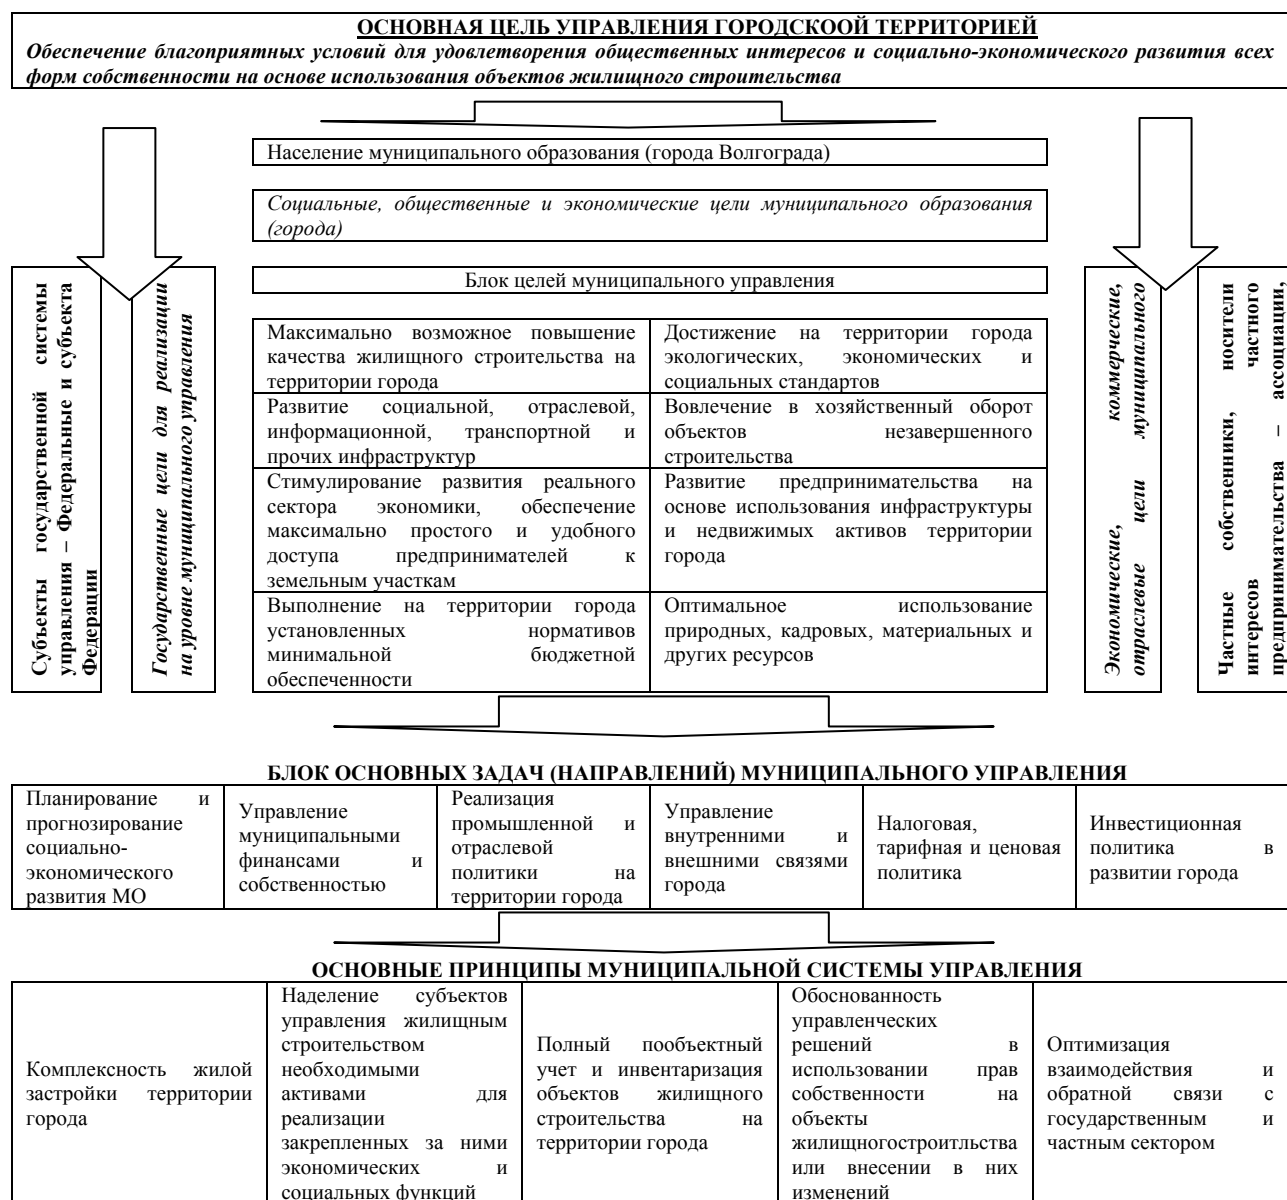 ОСНОВНАЯ ЦЕЛЬ УПРАВЛЕНИЯ ГОРОДСКООЙ ТЕРРИТОРИЕЙ
Обеспечение благоприятных условий для удовлетворения общественных интересов и социально-экономического развития всех
форм собственности на основе использования объектов жилищного строительства
Население муниципального образования (города Волгограда)
Социальные, общественные и экономические цели муниципального образования
(города)
Субъекты государственной системы
управления – Федеральные и субъекта
Федерации
Государственные цели для реализации
на уровне муниципального управления
Блок целей муниципального управления
Максимально возможное повышение
качества жилищного строительства на
территории города
Достижение на территории города
экологических, экономических и
социальных стандартов
Развитие социальной, отраслевой,
информационной, транспортной и
прочих инфраструктур
Вовлечение в хозяйственный оборот
объектов незавершенного
строительства
Стимулирование развития реального
сектора экономики, обеспечение
максимально простого и удобного
доступа предпринимателей к
земельным участкам
Развитие предпринимательства на
основе использования инфраструктуры
и недвижимых активов территории
города
Выполнение на территории города
установленных нормативов
минимальной бюджетной
обеспеченности
Оптимальное использование
природных, кадровых, материальных и
других ресурсов
Экономические, коммерческие,
отраслевые цели муниципального
Частные собственники, носители
интересов частного
предпринимательства – ассоциации,
БЛОК ОСНОВНЫХ ЗАДАЧ (НАПРАВЛЕНИЙ) МУНИЦИПАЛЬНОГО УПРАВЛЕНИЯ
Планирование и
прогнозирование
социально-
экономического
развития МО
Управление
муниципальными
финансами и
собственностью
Реализация
промышленной и
отраслевой
политики на
территории города
Управление
внутренними и
внешними связями
города
Налоговая,
тарифная и ценовая
политика
Инвестиционная
политика в
развитии города
ОСНОВНЫЕ ПРИНЦИПЫ МУНИЦИПАЛЬНОЙ СИСТЕМЫ УПРАВЛЕНИЯ
Комплексность жилой
застройки территории
города
Наделение субъектов
управления жилищным
строительством
необходимыми
активами для
реализации
закрепленных за ними
экономических и
социальных функций
Полный пообъектный
учет и инвентаризация
объектов жилищного
строительства на
территории города
Обоснованность
управленческих
решений в
использовании прав
собственности на
объекты
жилищногостроитльства
или внесении в них
изменений
Оптимизация
взаимодействия и
обратной связи с
государственным и
частным сектором